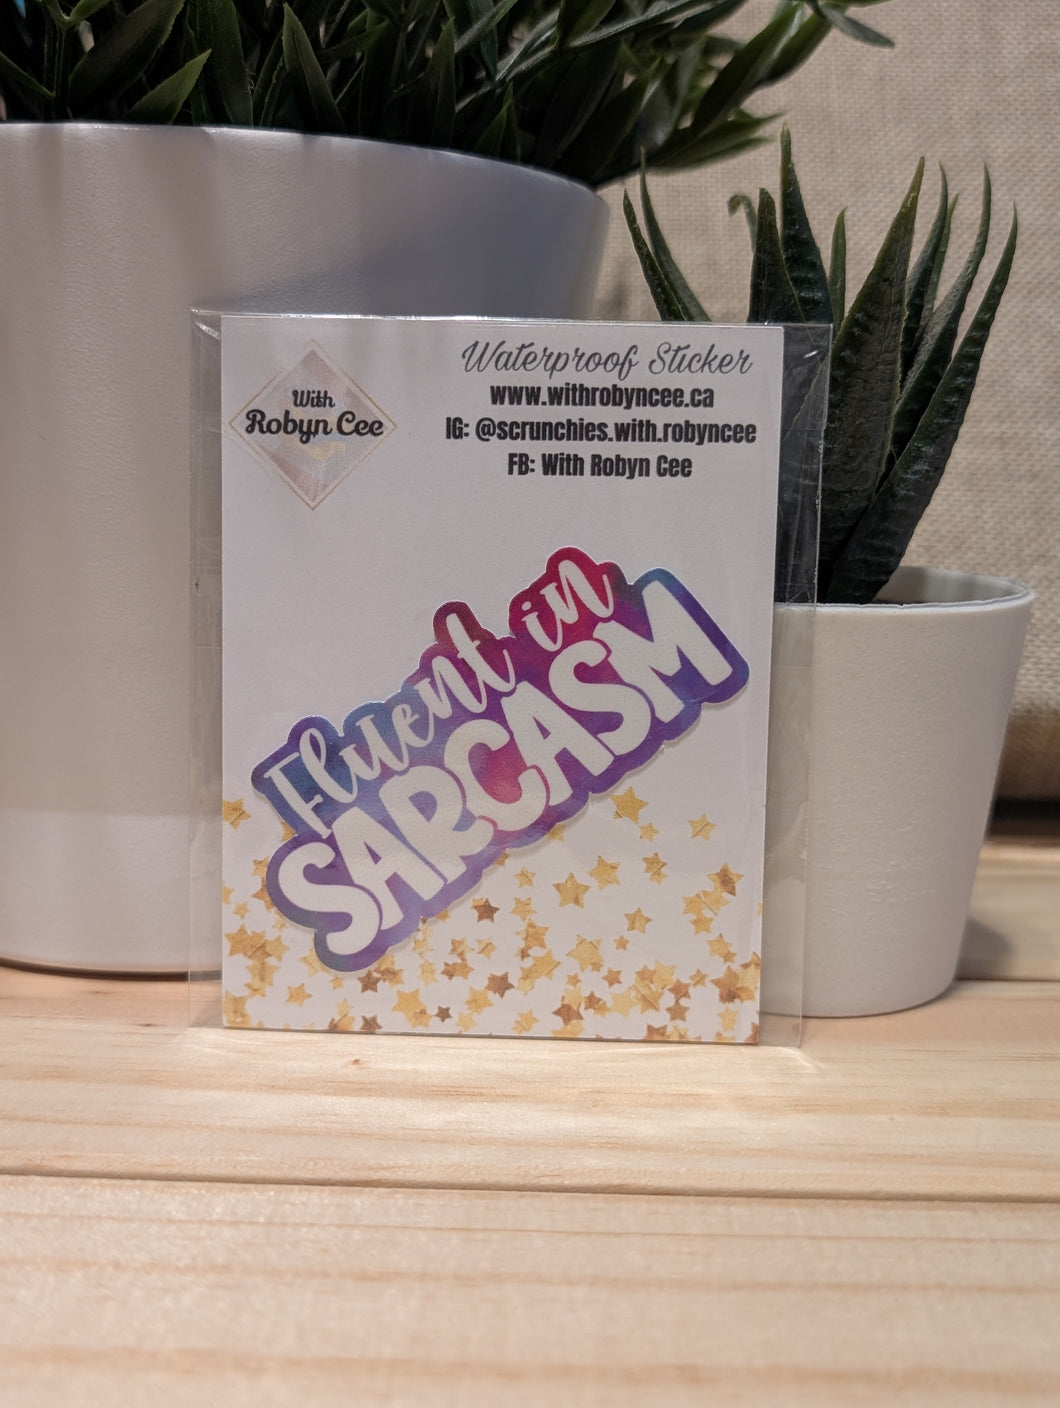 With
Robyn Cee
Waterproof Sticker
www.withrobyncee.ca
IG: @scrunchies.with.robyncee
FB: With Robyn Cee
Fluent in
SARCASM